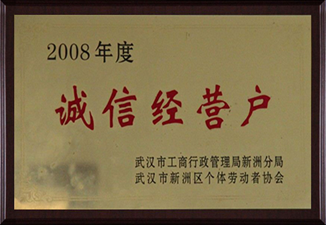 2008年度
诚信经营户
武汉市工商行政管理局新洲分局
武汉市新洲区个体劳动者协会